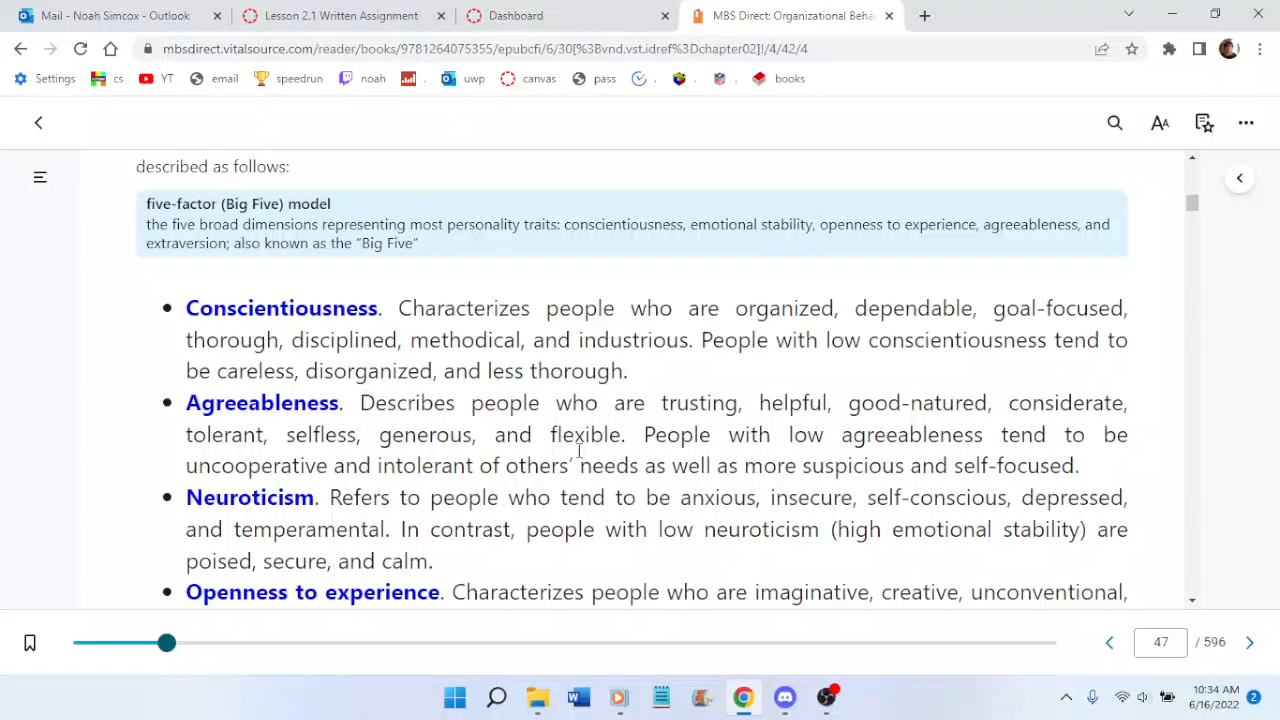 Mail - Noah Simcox - Outlook
Lesson 2.1 Written Assignment
Dashboard
MBS Direct: Organizational Beha
mbsdirect.vitalsource.com/reader/books/9781264075355/epubcfi/6/30[%3Bvnd.vst.idref%3Dchapter02]!/4/42/4
Settings cs YT email speedrun noah . uwp canvas pass . . . books
described as follows:
five-factor (Big Five) model
the five broad dimensions representing most personality traits: conscientiousness, emotional stability, openness to experience, agreeableness, and
extraversion; also known as the “Big Five”
• Conscientiousness. Characterizes people who are organized, dependable, goal-focused,
thorough, disciplined, methodical, and industrious. People with low conscientiousness tend to
be careless, disorganized, and less thorough.
• Agreeableness. Describes people who are trusting, helpful, good-natured, considerate,
tolerant, selfless, generous, and flexible. People with low agreeableness tend to be
uncooperative and intolerant of others’ needs as well as more suspicious and self-focused.
• Neuroticism. Refers to people who tend to be anxious, insecure, self-conscious, depressed,
and temperamental. In contrast, people with low neuroticism (high emotional stability) are
poised, secure, and calm.
• Openness to experience. Characterizes people who are imaginative, creative, unconventional,
47 / 596
10:34 AM
6/16/2022
2